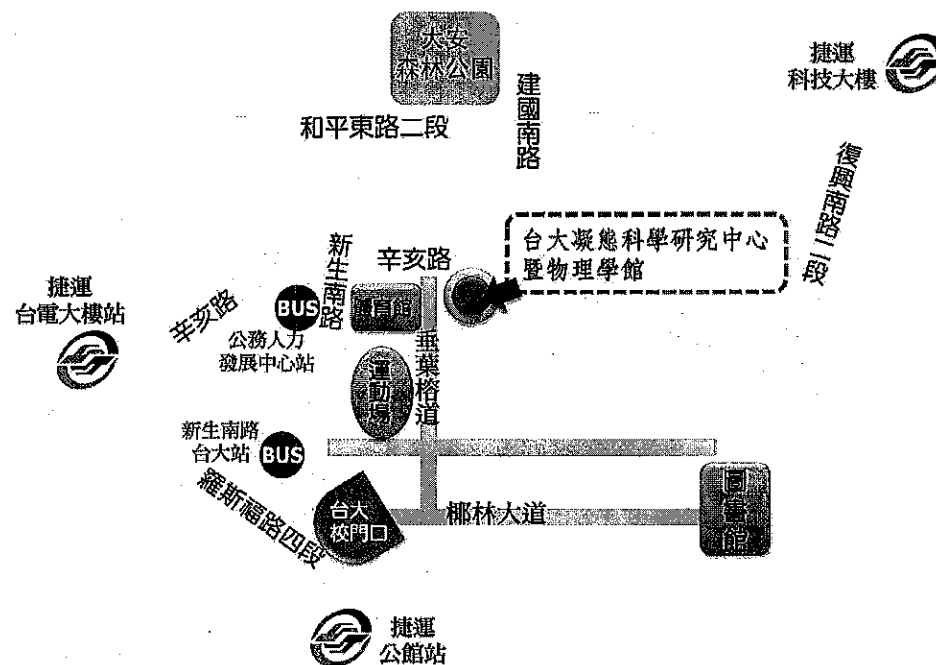 大安
森林公園
捷運
科技大樓
建國南路
和平東路二段
復興南路二段
台大凝態科學研究中心
暨物理學館
辛亥路
新生南路
捷運
台電大樓站
辛亥路
BUS
體育館
公務人力
發展中心站
垂葉榕道
運動場
新生南路
台大站
BUS
羅斯福路四段
台大
校門口
椰林大道
圖書館
捷運
公館站